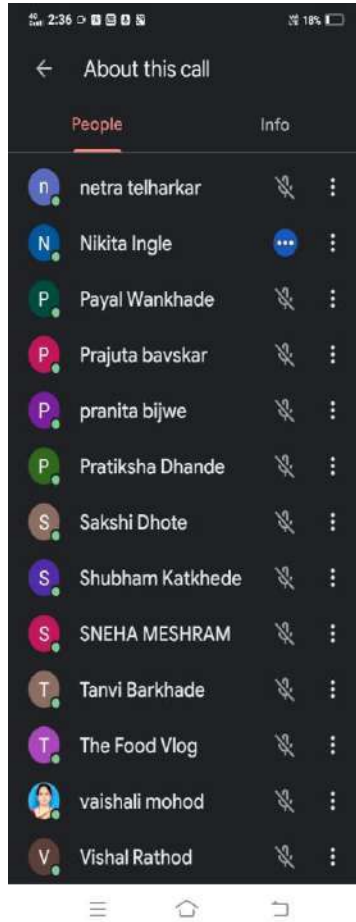 2:36
18%
About this call
People Info
n netra telharkar
N Nikita Ingle
P Payal Wankhade
P Prajuta bavskar
P pranita bijwe
P Pratiksha Dhande
S Sakshi Dhote
S Shubham Katkhede
S SNEHA MESHRAM
T Tanvi Barkhade
T The Food Vlog
vaishali mohod
V Vishal Rathod